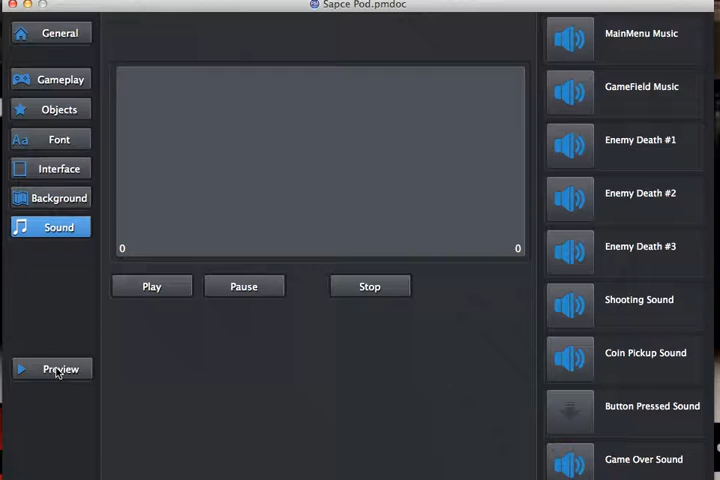 Sapce Pod.pmdoc
General
Gameplay
Objects
Aa Font
Interface
Background
Sound
Preview
0 0
Play Pause Stop
MainMenu Music
GameField Music
Enemy Death #1
Enemy Death #2
Enemy Death #3
Shooting Sound
Coin Pickup Sound
Button Pressed Sound
Game Over Sound